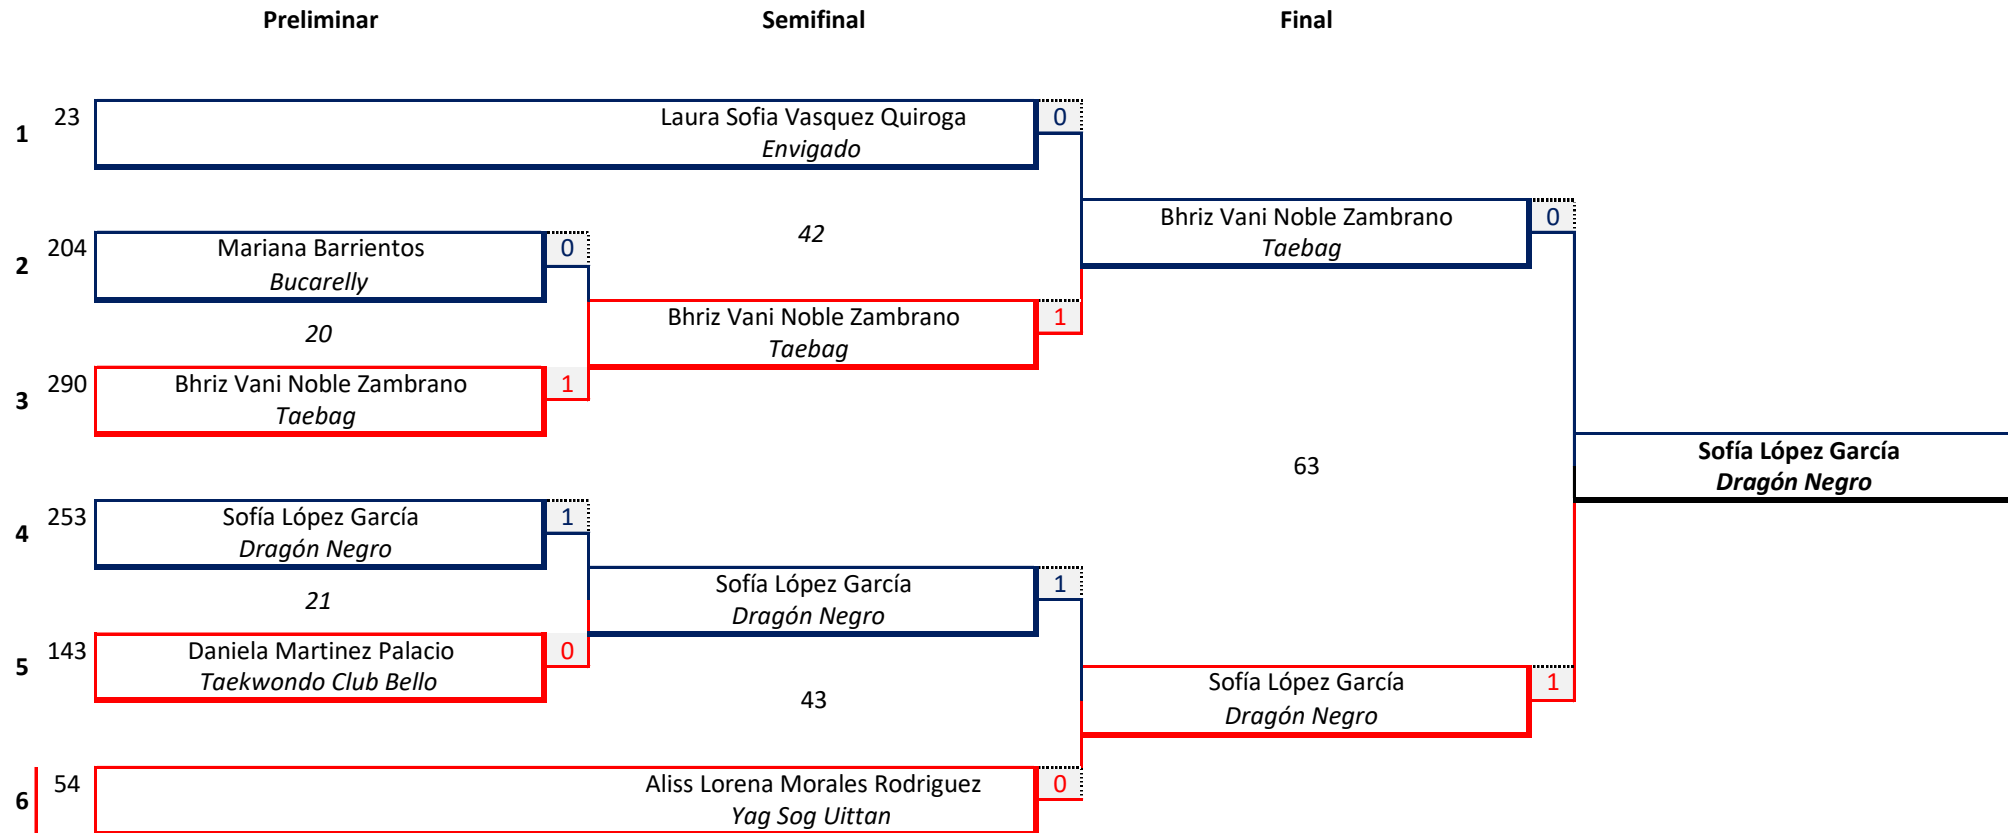 Preliminar Semifinal Final
1 23 Laura Sofia Vasquez Quiroga 0
Envigado
2 204 Mariana Barrientos 0
Bucarelly
42
Bhriz Vani Noble Zambrano 0
Taebag
20
Bhriz Vani Noble Zambrano 1
Taebag
3 290 Bhriz Vani Noble Zambrano 1
Taebag
63
Sofía López García
Dragón Negro
4 253 Sofía López García 1
Dragón Negro
21
Sofía López García 1
Dragón Negro
5 143 Daniela Martinez Palacio 0
Taekwondo Club Bello
43
Sofía López García 1
Dragón Negro
6 54 Aliss Lorena Morales Rodriguez 0
Yag Sog Uittan